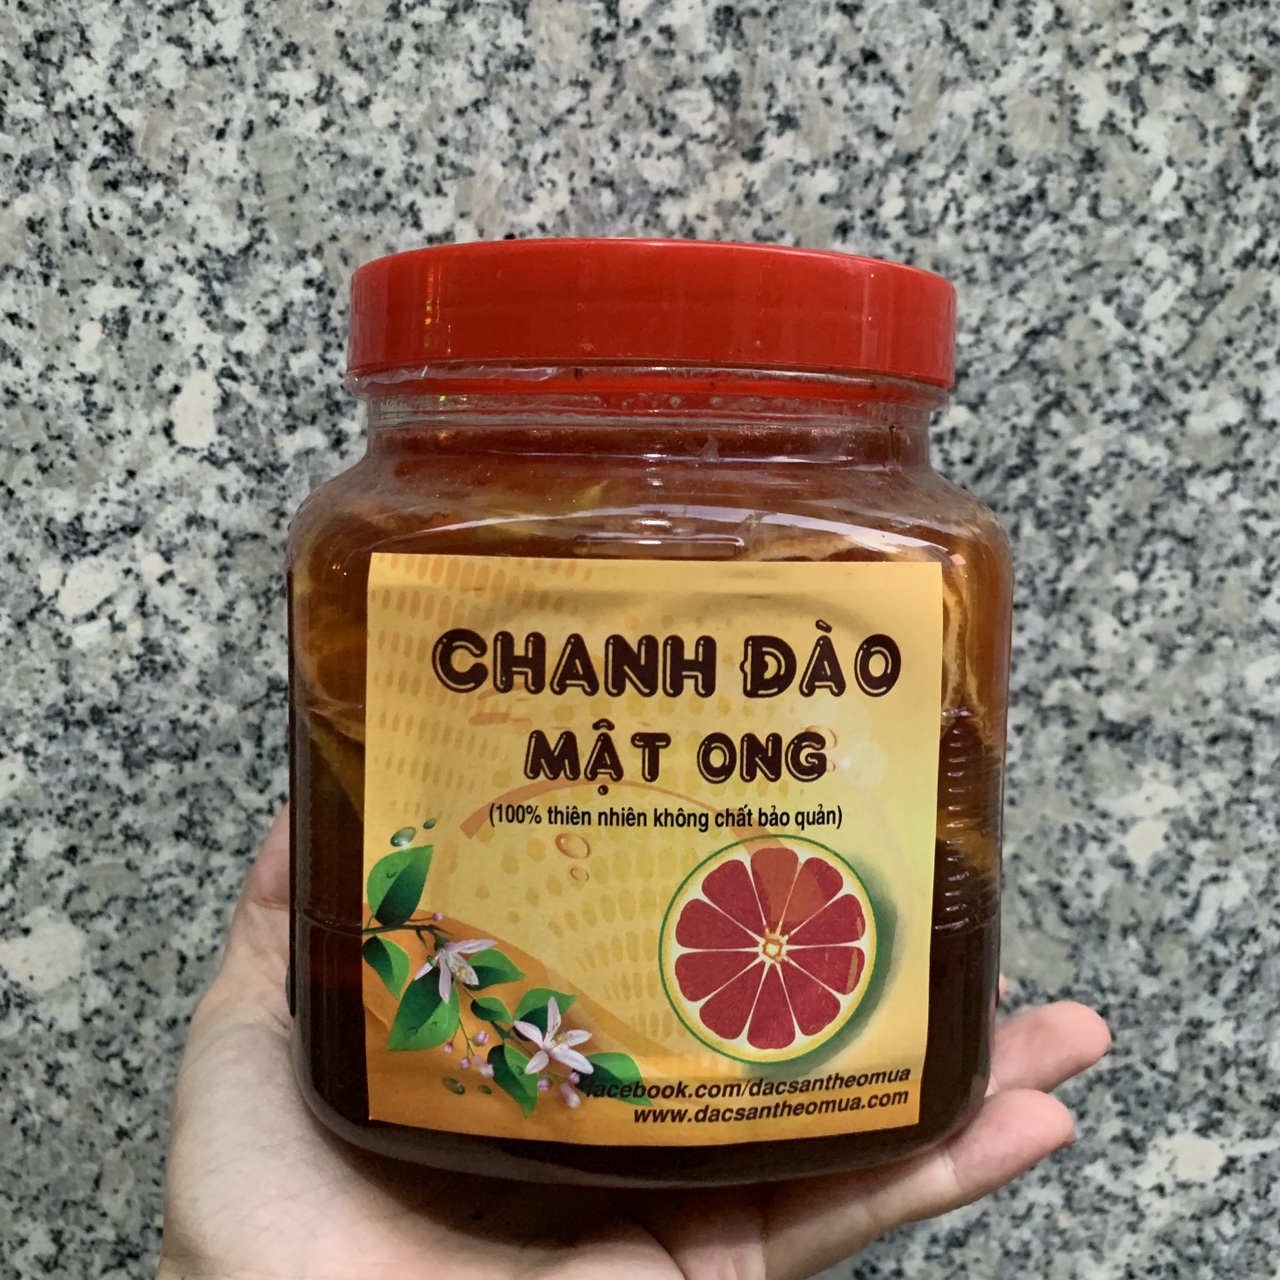 CHANH ĐÀO
MẬT ONG
(100% thiên nhiên không chất bảo quản)
facebook.com/dacsantheomua
www.dacsantheomua.com